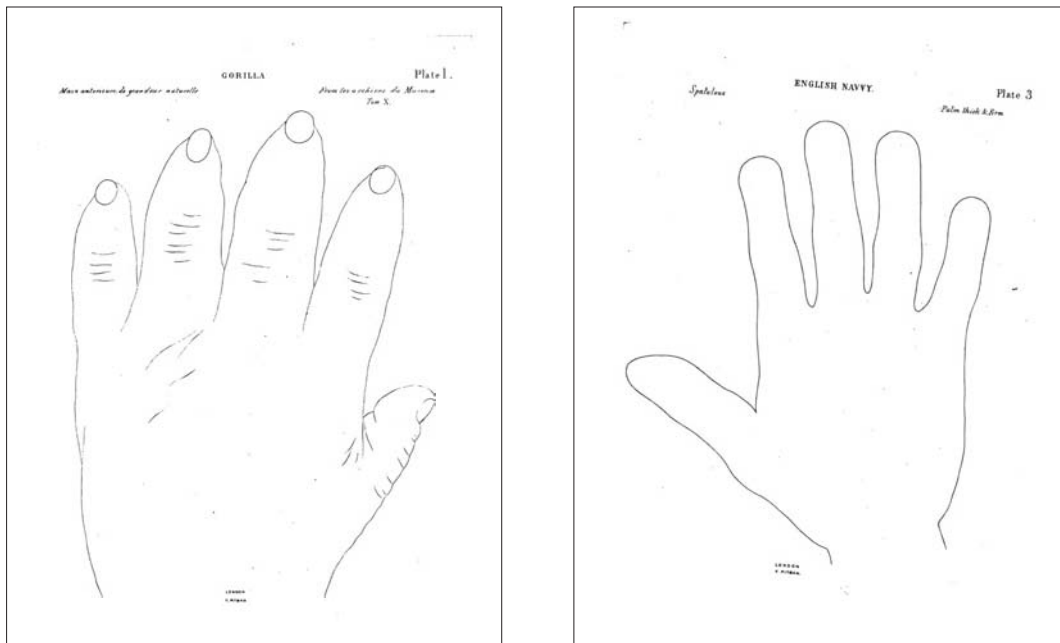 GORILLA
Plate 1.
Main anterieure de grandeur naturelle
From les archives du Museum
Tom X.
LONDON
ENGLISH NAVVY.
Plate 3
Spatulous
Palm thick & firm
LONDON